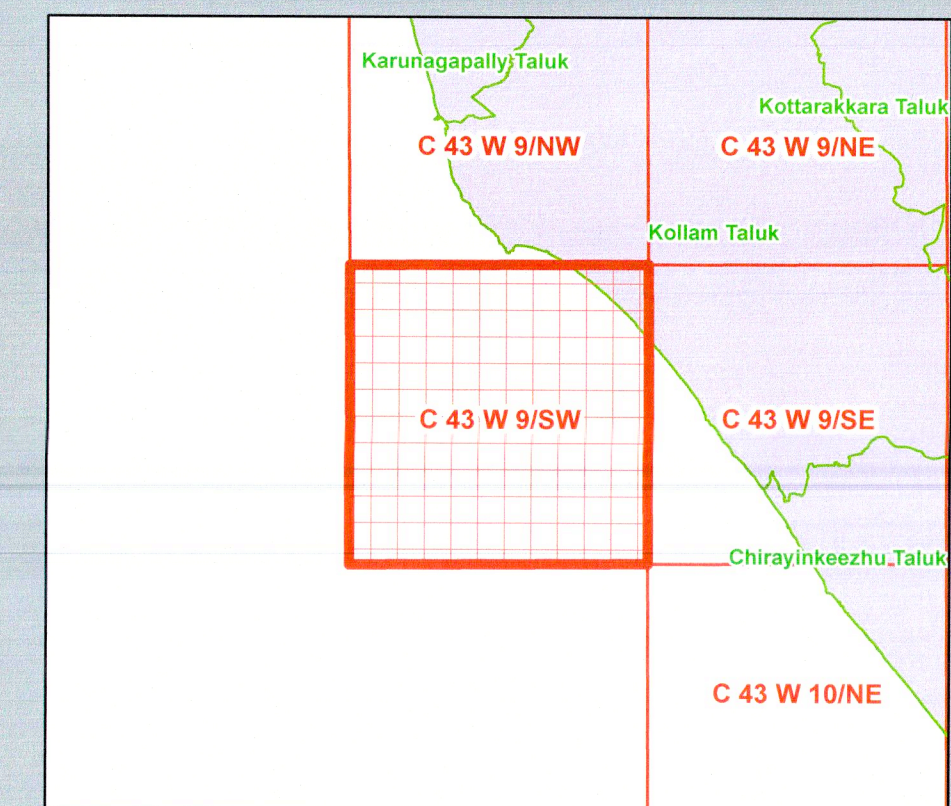 Karunagapally Taluk
Kottarakkara Taluk
C 43 W 9/NW
C 43 W 9/NE
Kollam Taluk
C 43 W 9/SW
C 43 W 9/SE
Chirayinkeezhu Taluk
C 43 W 10/NE